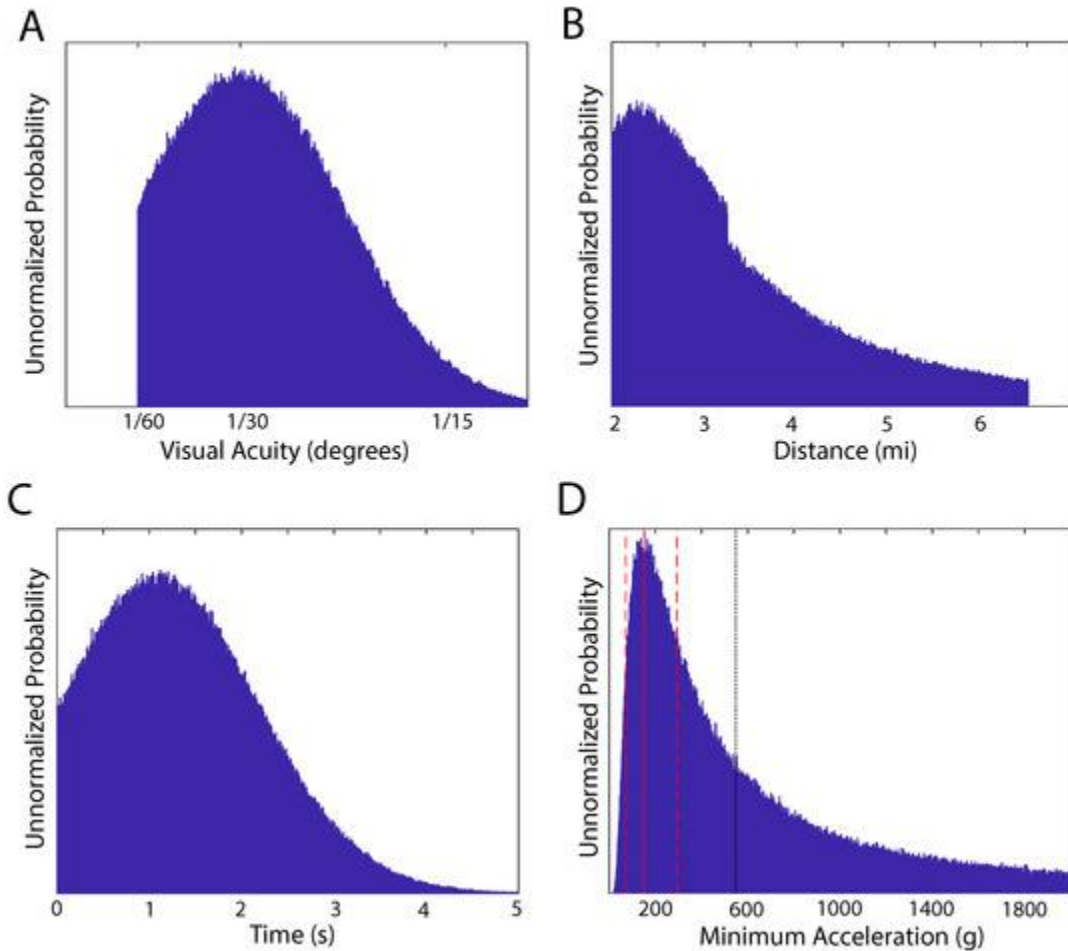 A
Unnormalized Probability
1/60 1/30 1/15
Visual Acuity (degrees)
B
Unnormalized Probability
2 3 4 5 6
Distance (mi)
C
Unnormalized Probability
0 1 2 3 4 5
Time (s)
D
Unnormalized Probability
200 600 1000 1400 1800
Minimum Acceleration (g)